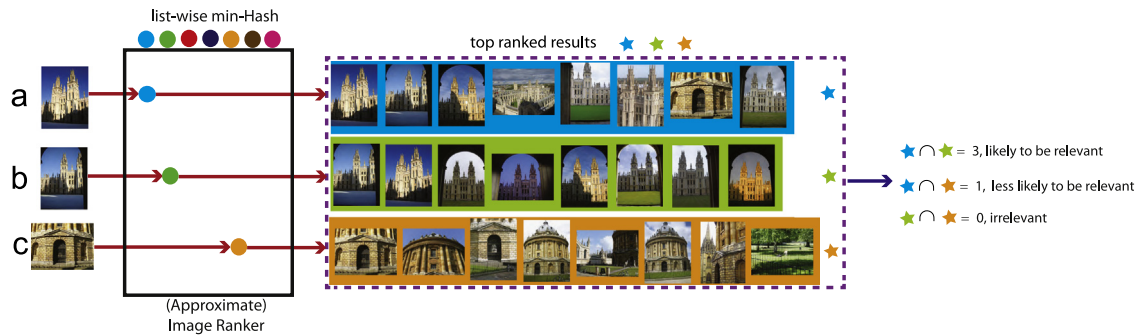 list-wise min-Hash
top ranked results
a
b
c
= 3, likely to be relevant
= 1, less likely to be relevant
= 0, irrelevant
(Approximate)
Image Ranker